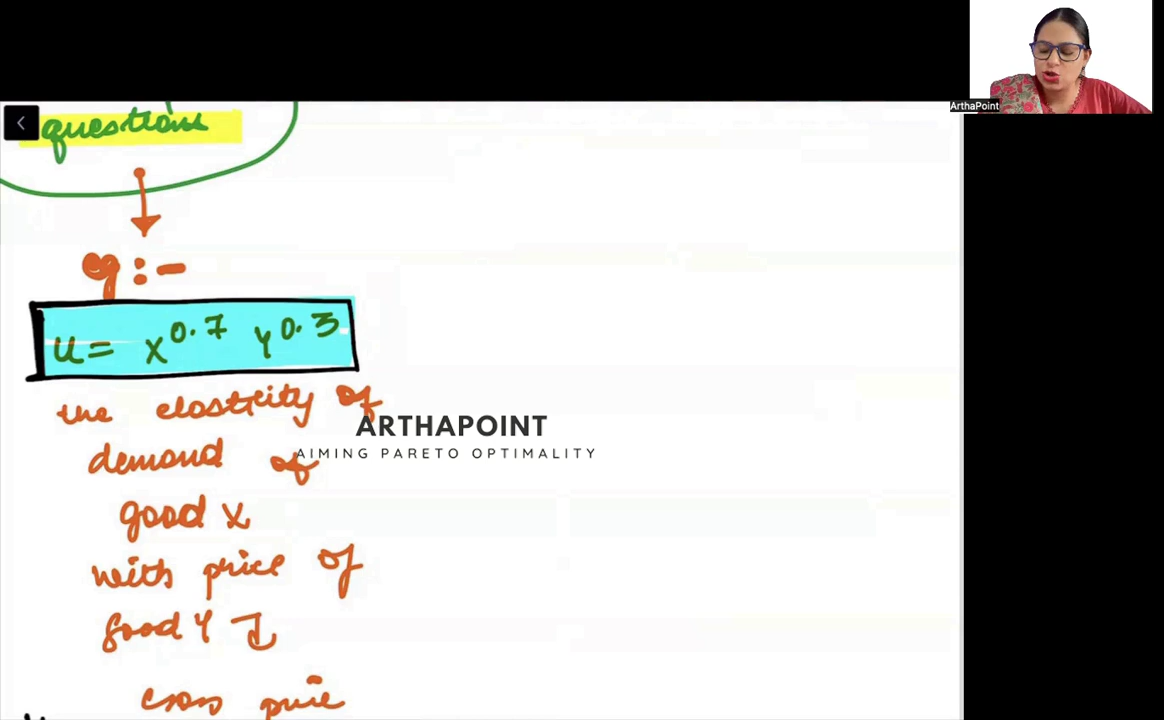 ArthaPoint
questions
eg :-
U = X^0.7 Y^0.3
the elasticity of
demand of
good X
with price of
good Y
cross price
ARTHAPOINT
AIMING PARETO OPTIMALITY